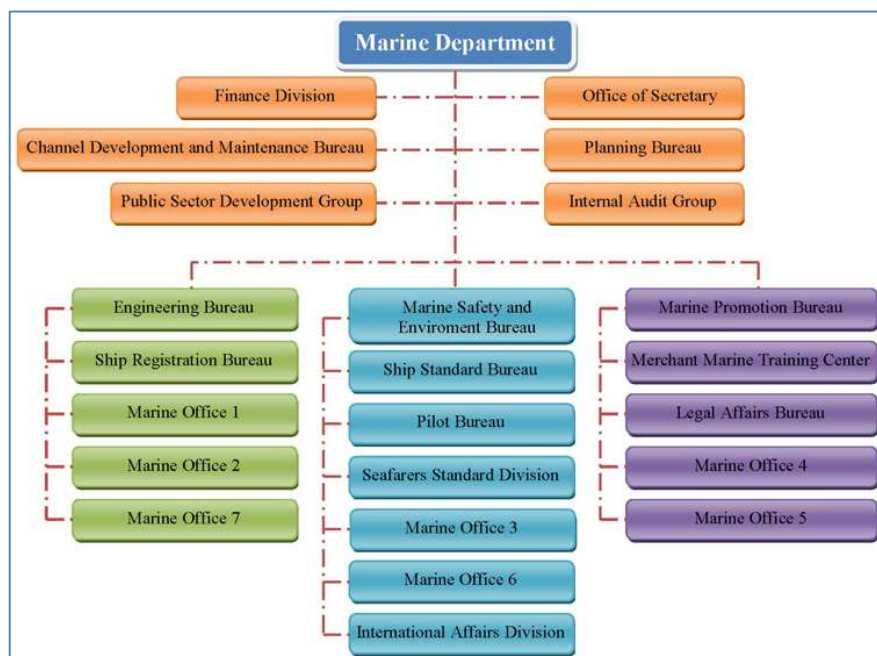 Marine Department
Finance Division
Office of Secretary
Channel Development and Maintenance Bureau
Planning Bureau
Public Sector Development Group
Internal Audit Group
Engineering Bureau
Ship Registration Bureau
Marine Office 1
Marine Office 2
Marine Office 7
Marine Safety and
Enviroment Bureau
Ship Standard Bureau
Pilot Bureau
Seafarers Standard Division
Marine Office 3
Marine Office 6
International Affairs Division
Marine Promotion Bureau
Merchant Marine Training Center
Legal Affairs Bureau
Marine Office 4
Marine Office 5